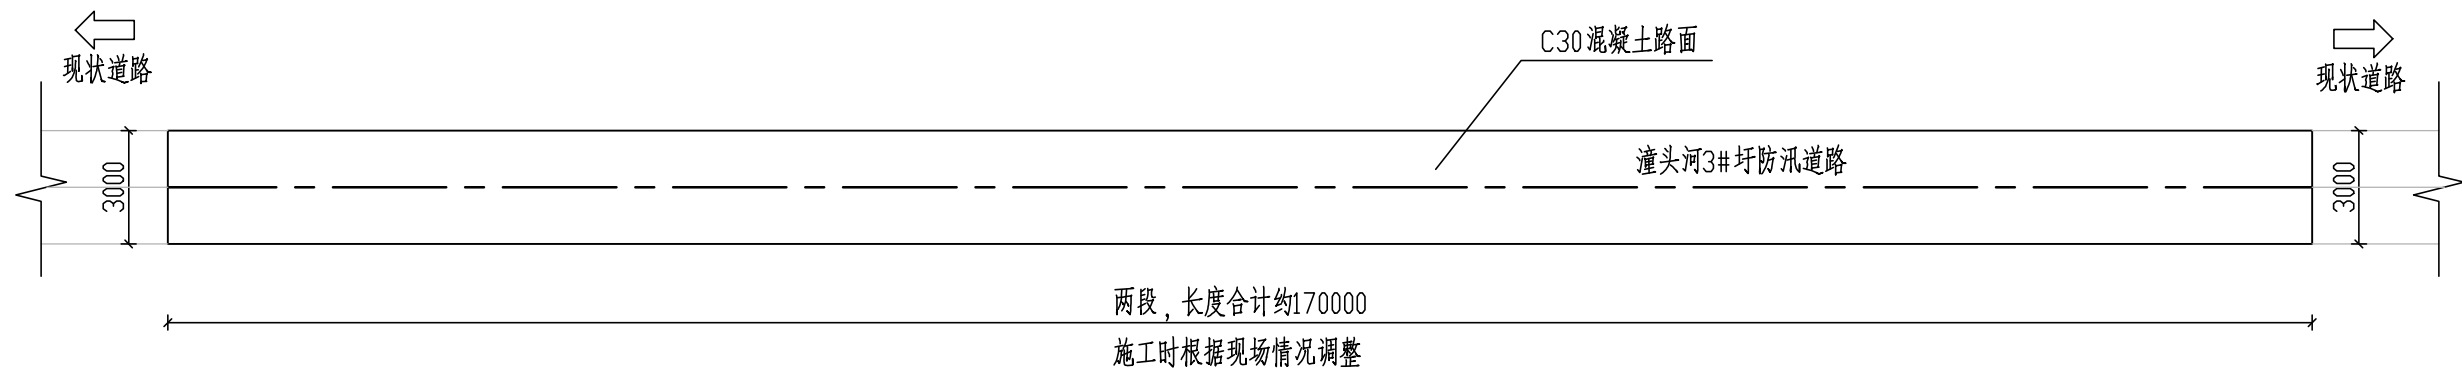 现状道路
C30混凝土路面
现状道路
潼头河3#圩防汛道路
3000
3000
两段，长度合计约170000
施工时根据现场情况调整